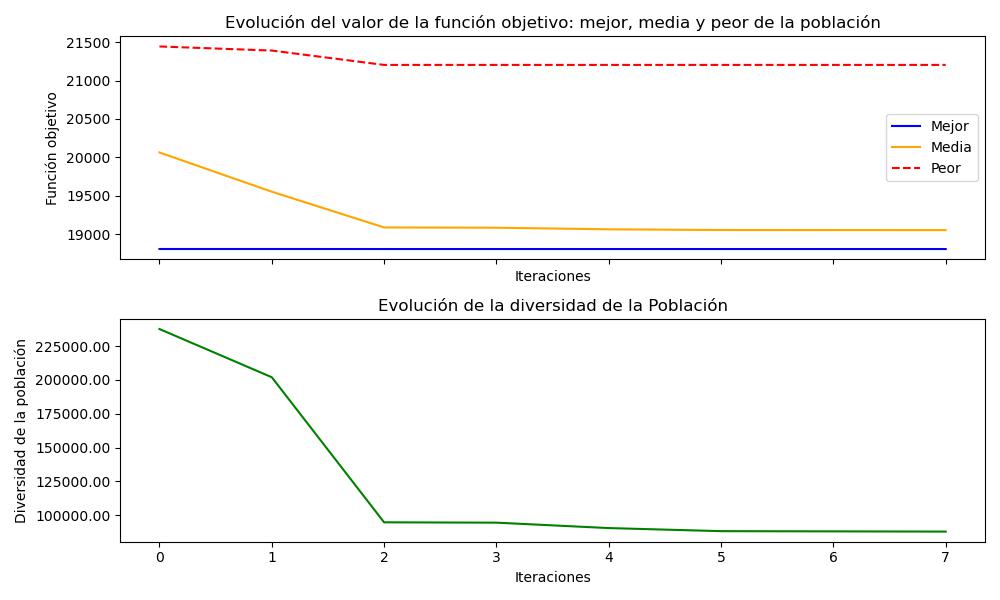 Evolución del valor de la función objetivo: mejor, media y peor de la población
21500
21000
20500
20000
19500
19000
Función objetivo
Mejor
Media
Peor
Iteraciones
Evolución de la diversidad de la Población
225000.00
200000.00
175000.00
150000.00
125000.00
100000.00
Diversidad de la población
0 1 2 3 4 5 6 7
Iteraciones